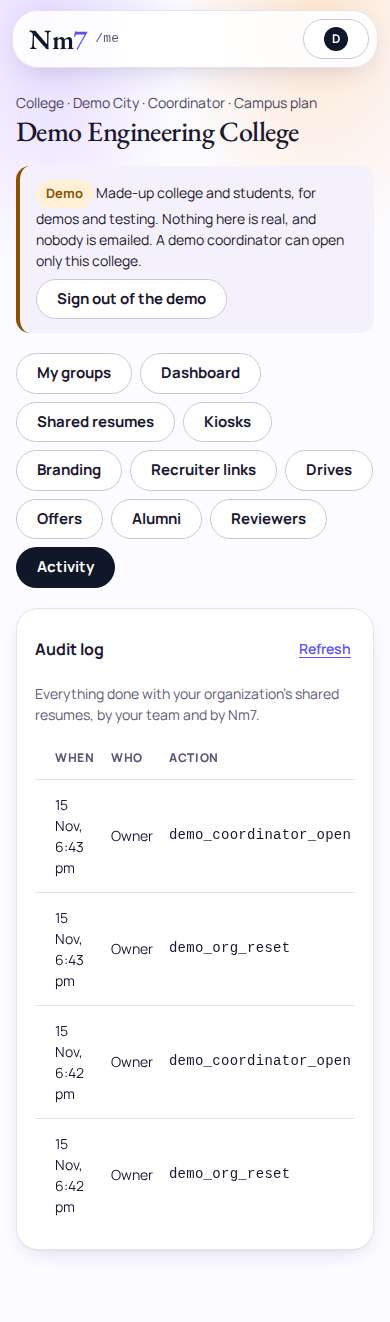 Nm7 /me
D
College · Demo City · Coordinator · Campus plan
Demo Engineering College
Demo Made-up college and students, for
demos and testing. Nothing here is real, and
nobody is emailed. A demo coordinator can open
only this college.
Sign out of the demo
My groups Dashboard
Shared resumes Kiosks
Branding Recruiter links Drives
Offers Alumni Reviewers
Activity
Audit log Refresh
Everything done with your organization's shared
resumes, by your team and by Nm7.
WHEN WHO ACTION
15
Nov,
6:43
pm
Owner demo_coordinator_open
15
Nov,
6:43
pm
Owner demo_org_reset
15
Nov,
6:42
pm
Owner demo_coordinator_open
15
Nov,
6:42
pm
Owner demo_org_reset